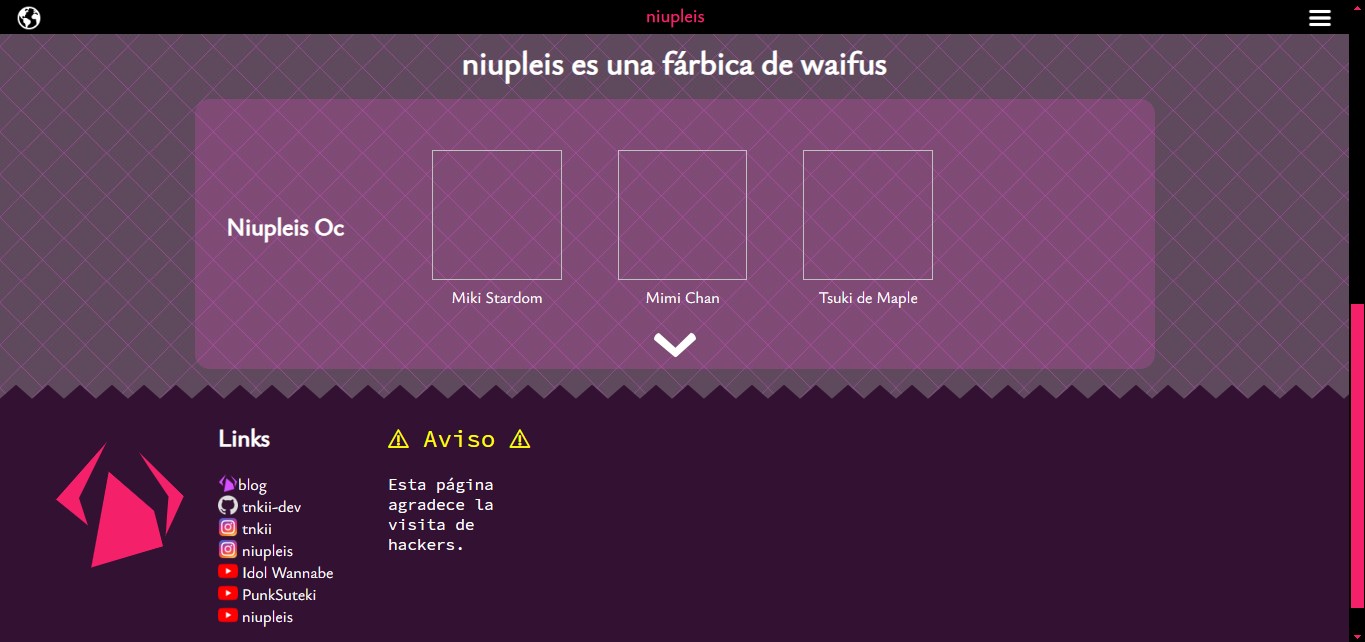 niupleis
niupleis es una fárbica de waifus
Niupleis Oc
Miki Stardom
Mimi Chan
Tsuki de Maple
Links
blog
tnkii-dev
tnkii
niupleis
Idol Wannabe
PunkSuteki
niupleis
⚠ Aviso ⚠
Esta página
agradece la
visita de
hackers.